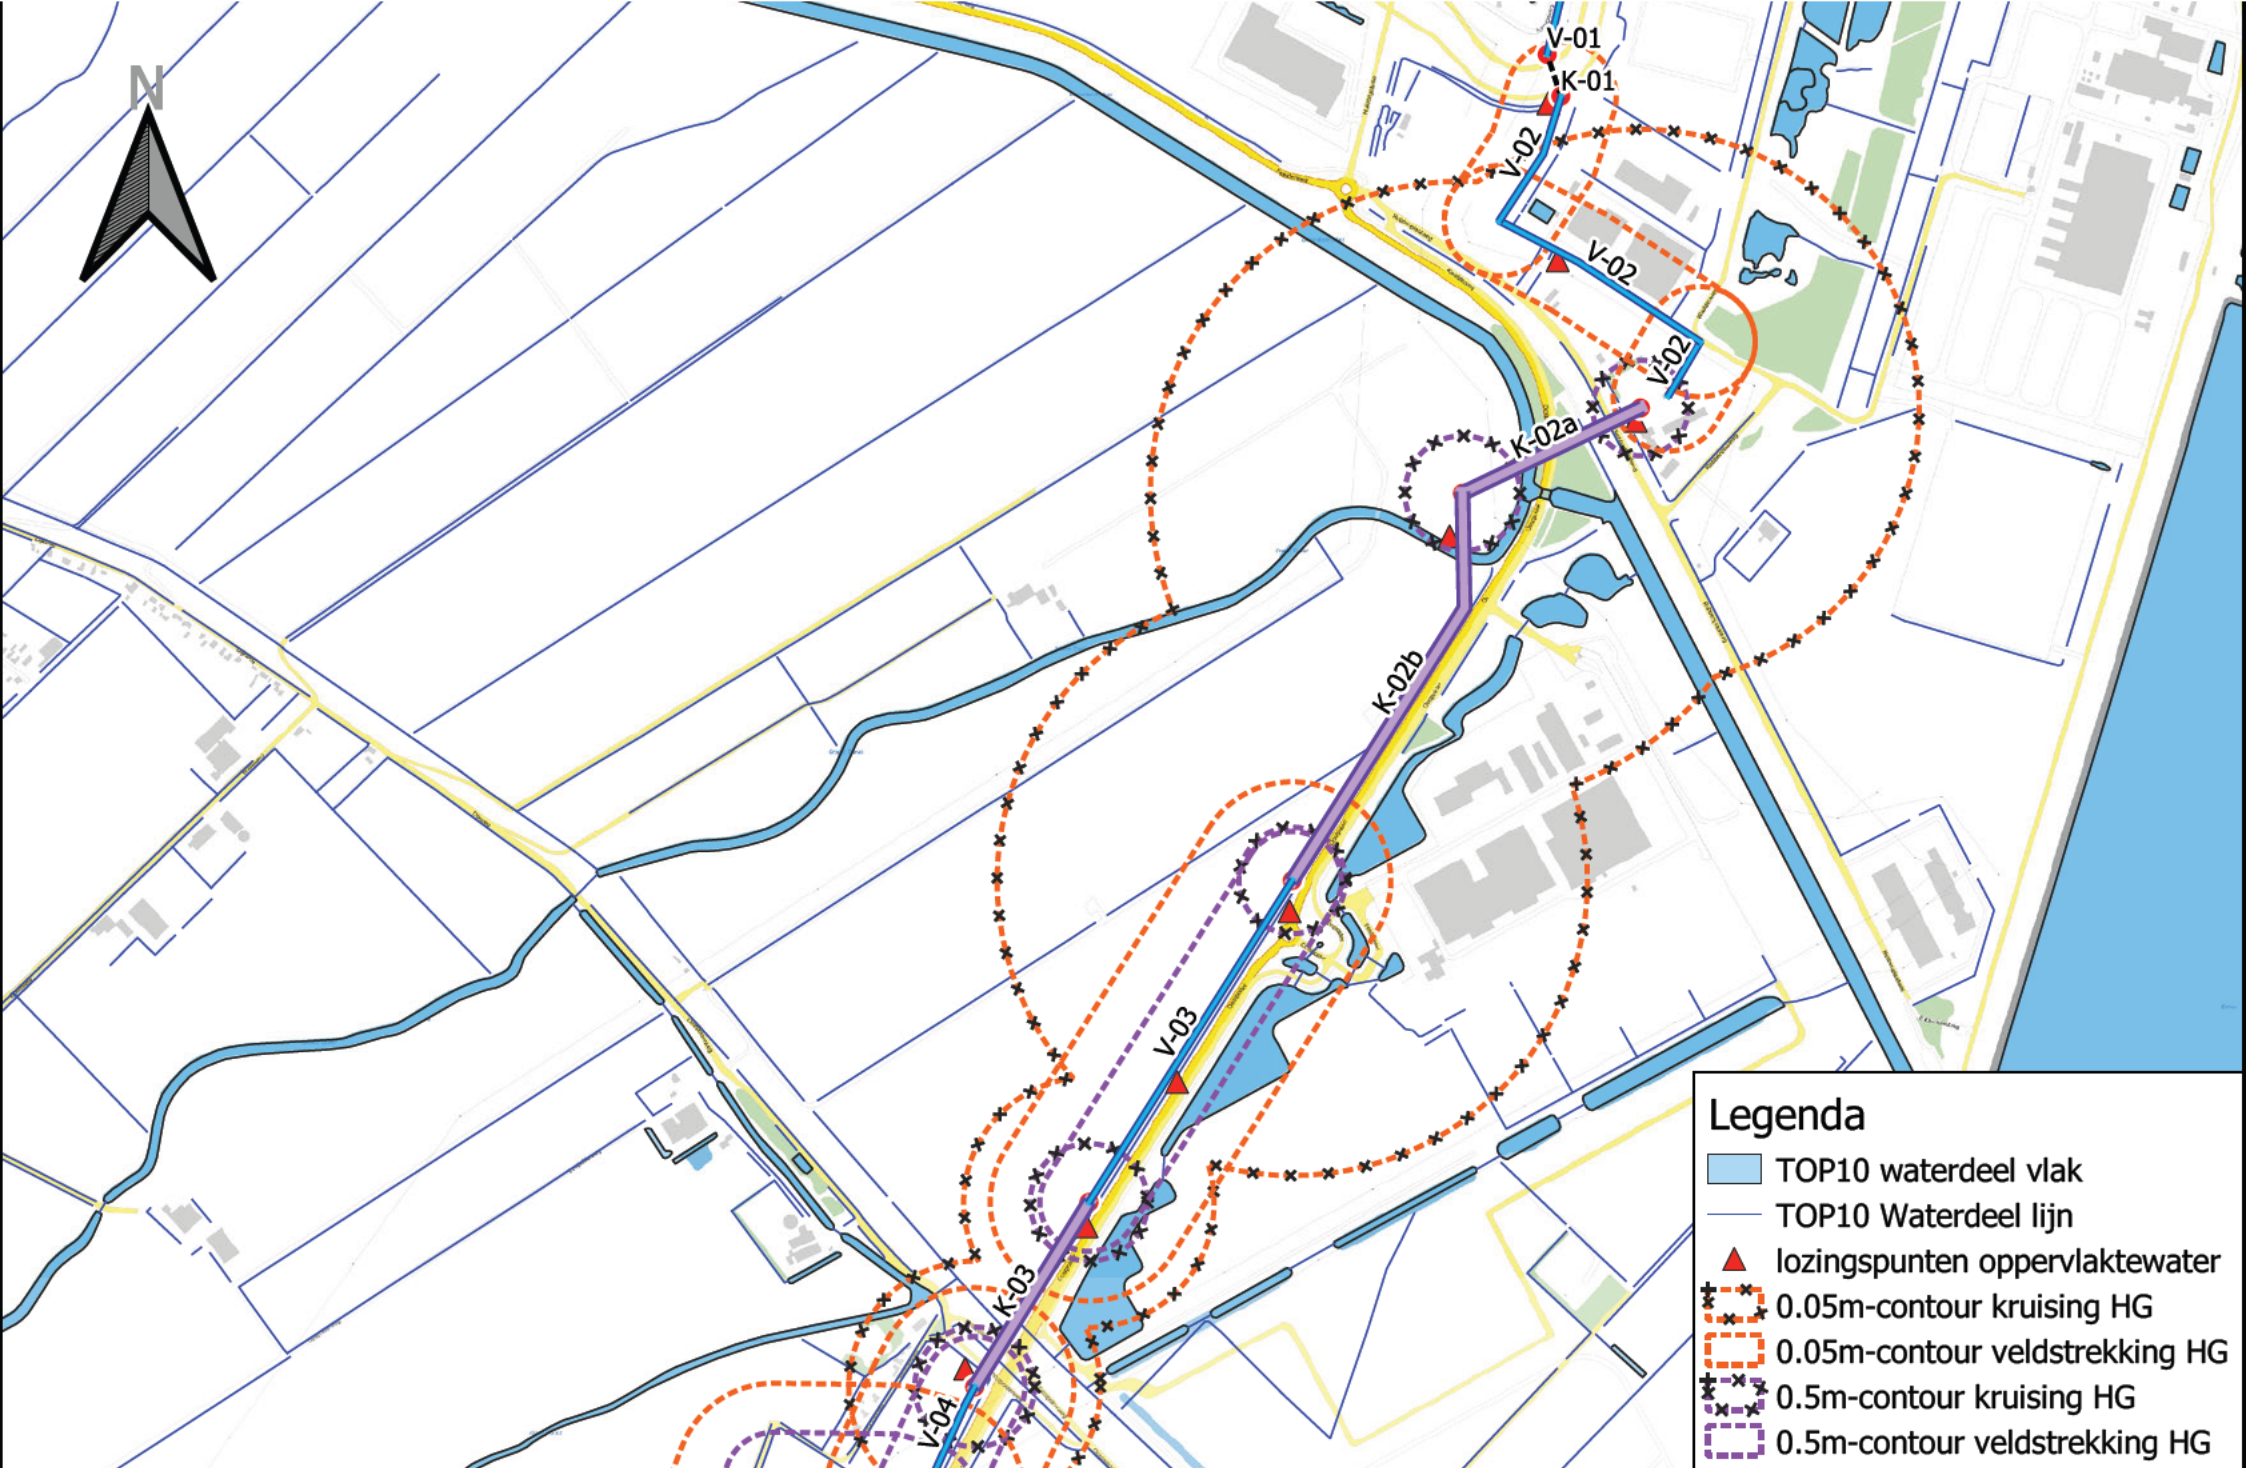 N
V-01
K-01
V-02
V-02
V-02
K-02a
K-02b
V-03
K-03
V-04
Legenda
TOP10 waterdeel vlak
TOP10 Waterdeel lijn
lozingspunten oppervlaktewater
0.05m-contour kruising HG
0.05m-contour veldstrekking HG
0.5m-contour kruising HG
0.5m-contour veldstrekking HG